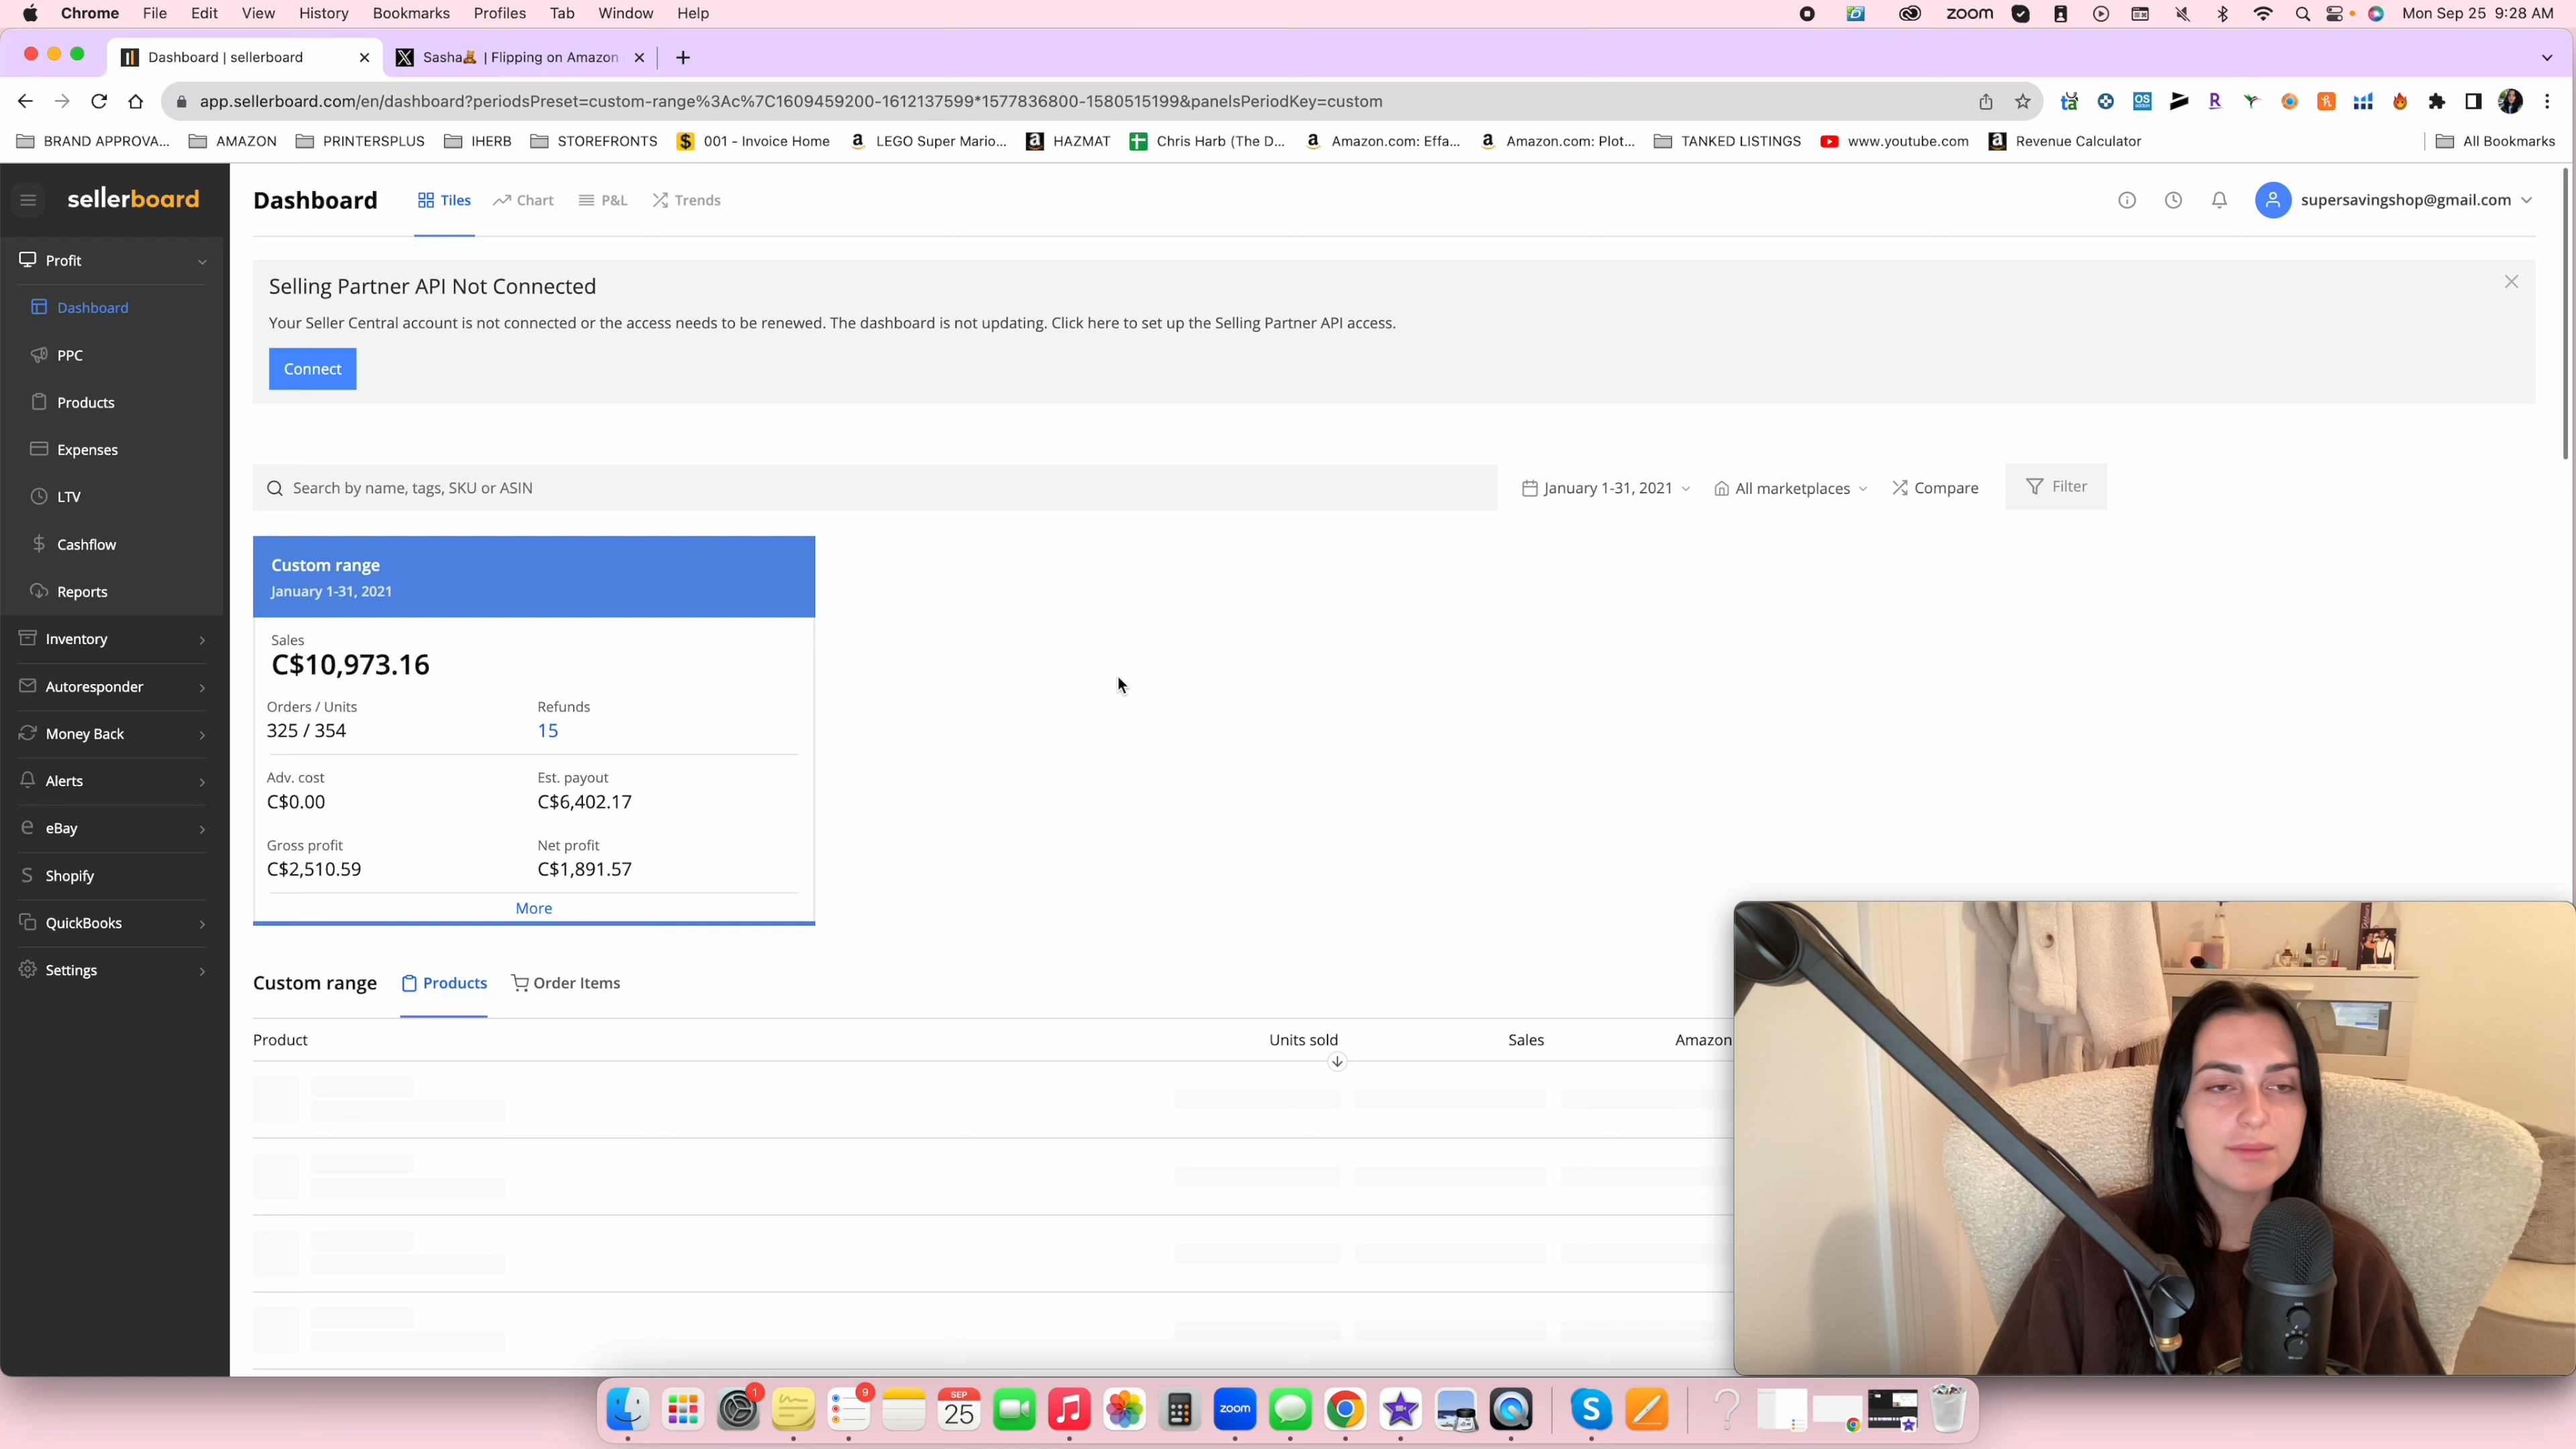 Chrome File Edit View History Bookmarks Profiles Tab Window Help zoom Mon Sep 25 9:28 AM
Dashboard | sellerboard Sasha🧸 | Flipping on Amazon
app.sellerboard.com/en/dashboard?periodsPreset=custom-range%3Ac%7C1609459200-1612137599*1577836800-1580515199&panelsPeriodKey=custom
BRAND APPROVA... AMAZON PRINTERSPLUS IHERB STOREFRONTS 001 - Invoice Home LEGO Super Mario... HAZMAT Chris Harb (The D... Amazon.com: Effa... Amazon.com: Plot... TANKED LISTINGS www.youtube.com Revenue Calculator All Bookmarks
sellerboard
Dashboard Tiles Chart P&L Trends supersavingshop@gmail.com
Profit
Dashboard
PPC
Products
Expenses
LTV
Cashflow
Reports
Inventory
Autoresponder
Money Back
Alerts
eBay
Shopify
QuickBooks
Settings
Selling Partner API Not Connected
Your Seller Central account is not connected or the access needs to be renewed. The dashboard is not updating. Click here to set up the Selling Partner API access.
Connect
Search by name, tags, SKU or ASIN January 1-31, 2021 All marketplaces Compare Filter
Custom range
January 1-31, 2021
Sales
C$10,973.16
Orders / Units Refunds
325 / 354 15
Adv. cost Est. payout
C$0.00 C$6,402.17
Gross profit Net profit
C$2,510.59 C$1,891.57
More
Custom range Products Order Items
Product Units sold Sales Amazon
1 9 SEP
25 zoom